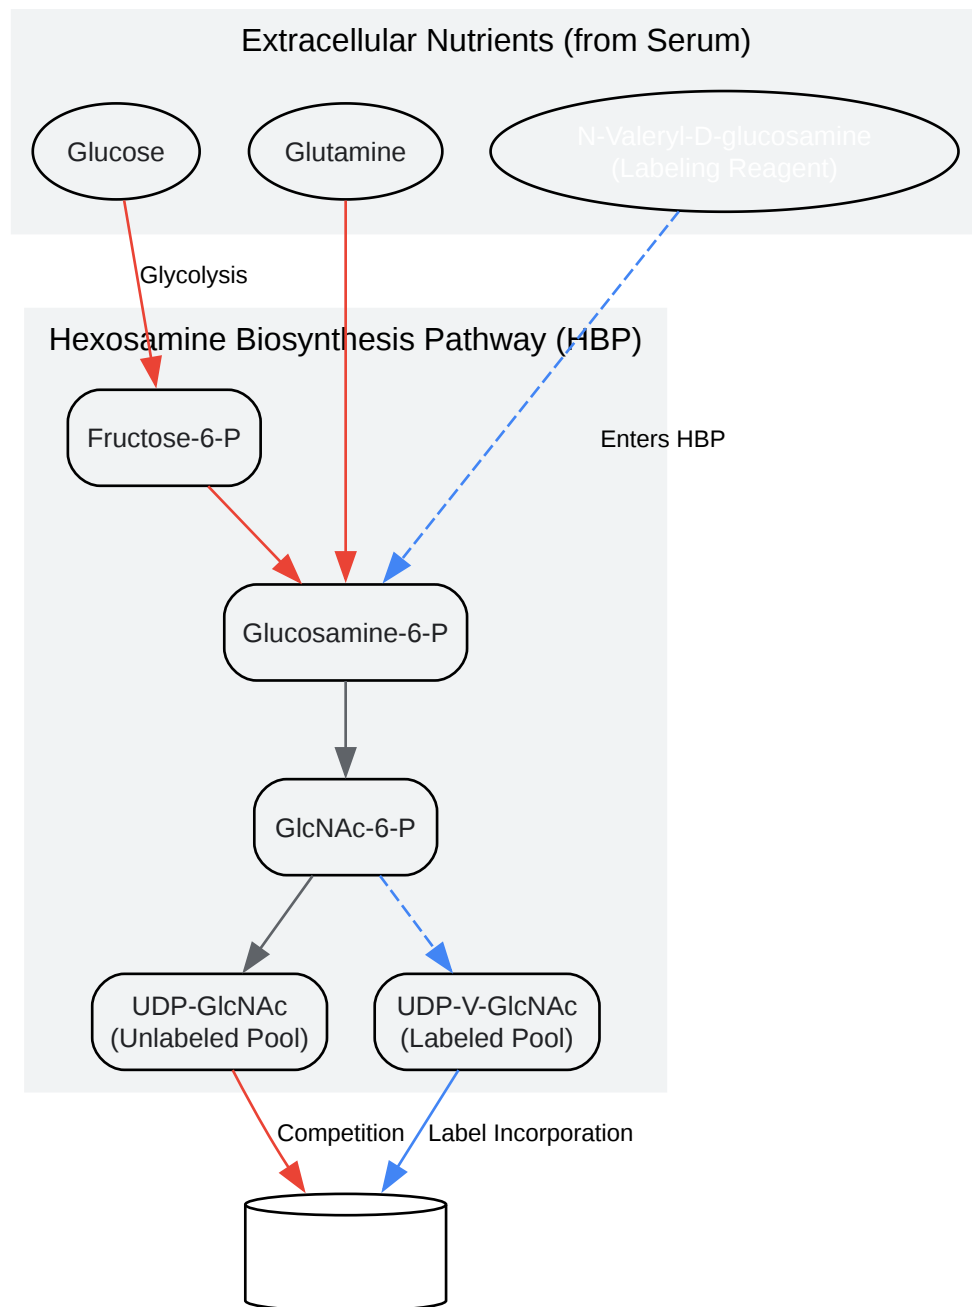 Extracellular Nutrients (from Serum)
Glucose
Glutamine
N-Valeryl-D-glucosamine
(Labeling Reagent)
Glycolysis
Hexosamine Biosynthesis Pathway (HBP)
Fructose-6-P
Enters HBP
Glucosamine-6-P
GlcNAc-6-P
UDP-GlcNAc
(Unlabeled Pool)
UDP-V-GlcNAc
(Labeled Pool)
Competition
Label Incorporation